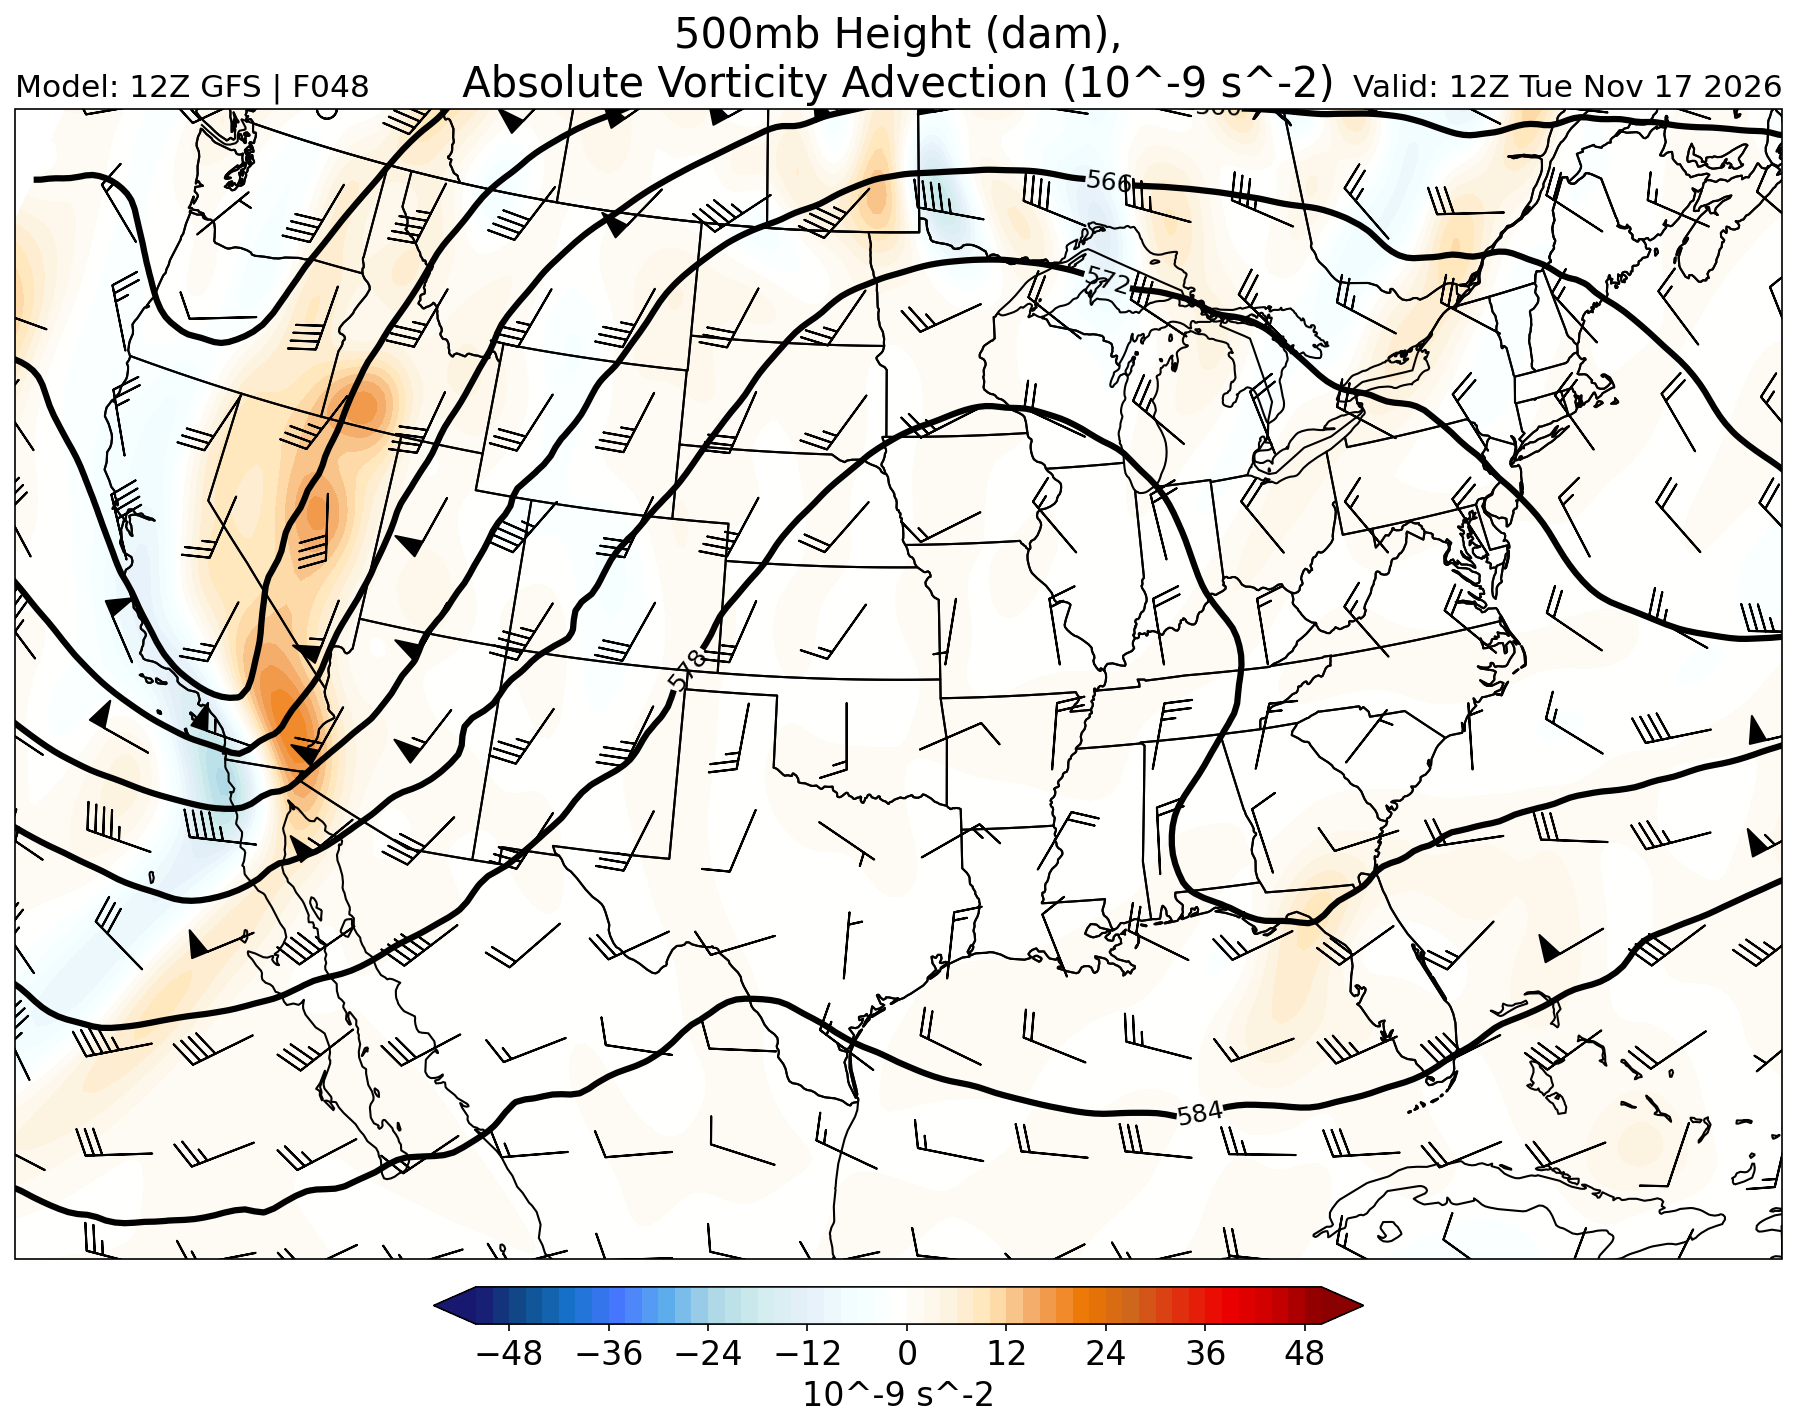 500mb Height (dam),
Model: 12Z GFS | F048
Absolute Vorticity Advection (10^-9 s^-2)
Valid: 12Z Tue Nov 17 2026
566
572
578
584
−48 −36 −24 −12 0 12 24 36 48
10^-9 s^-2